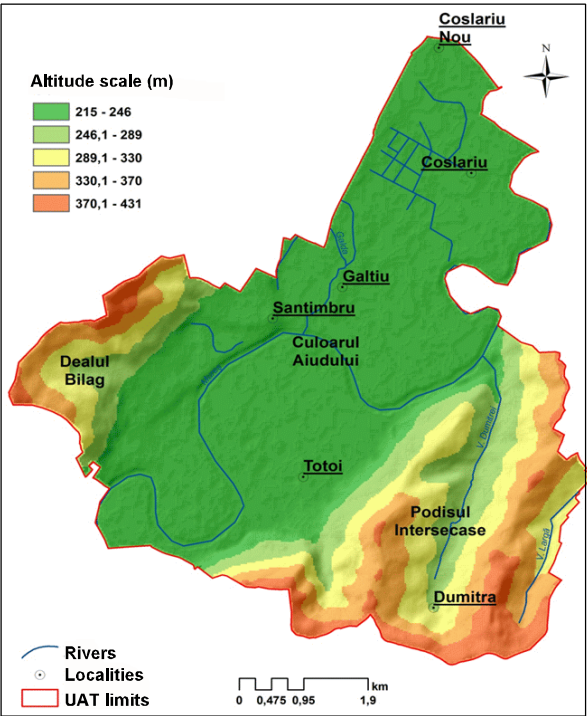 Coslariu
Nou
N
Altitude scale (m)
215 - 246
246,1 - 289
289,1 - 330
330,1 - 370
370,1 - 431
Coslariu
Galda
Galtiu
Santimbru
Culoarul
Aiudului
Dealul
Bilag
V. Dumitrei
Totoi
Podisul
Intersecase
V. Largă
Dumitra
Rivers
Localities
UAT limits
km
0 0,475 0,95 1,9